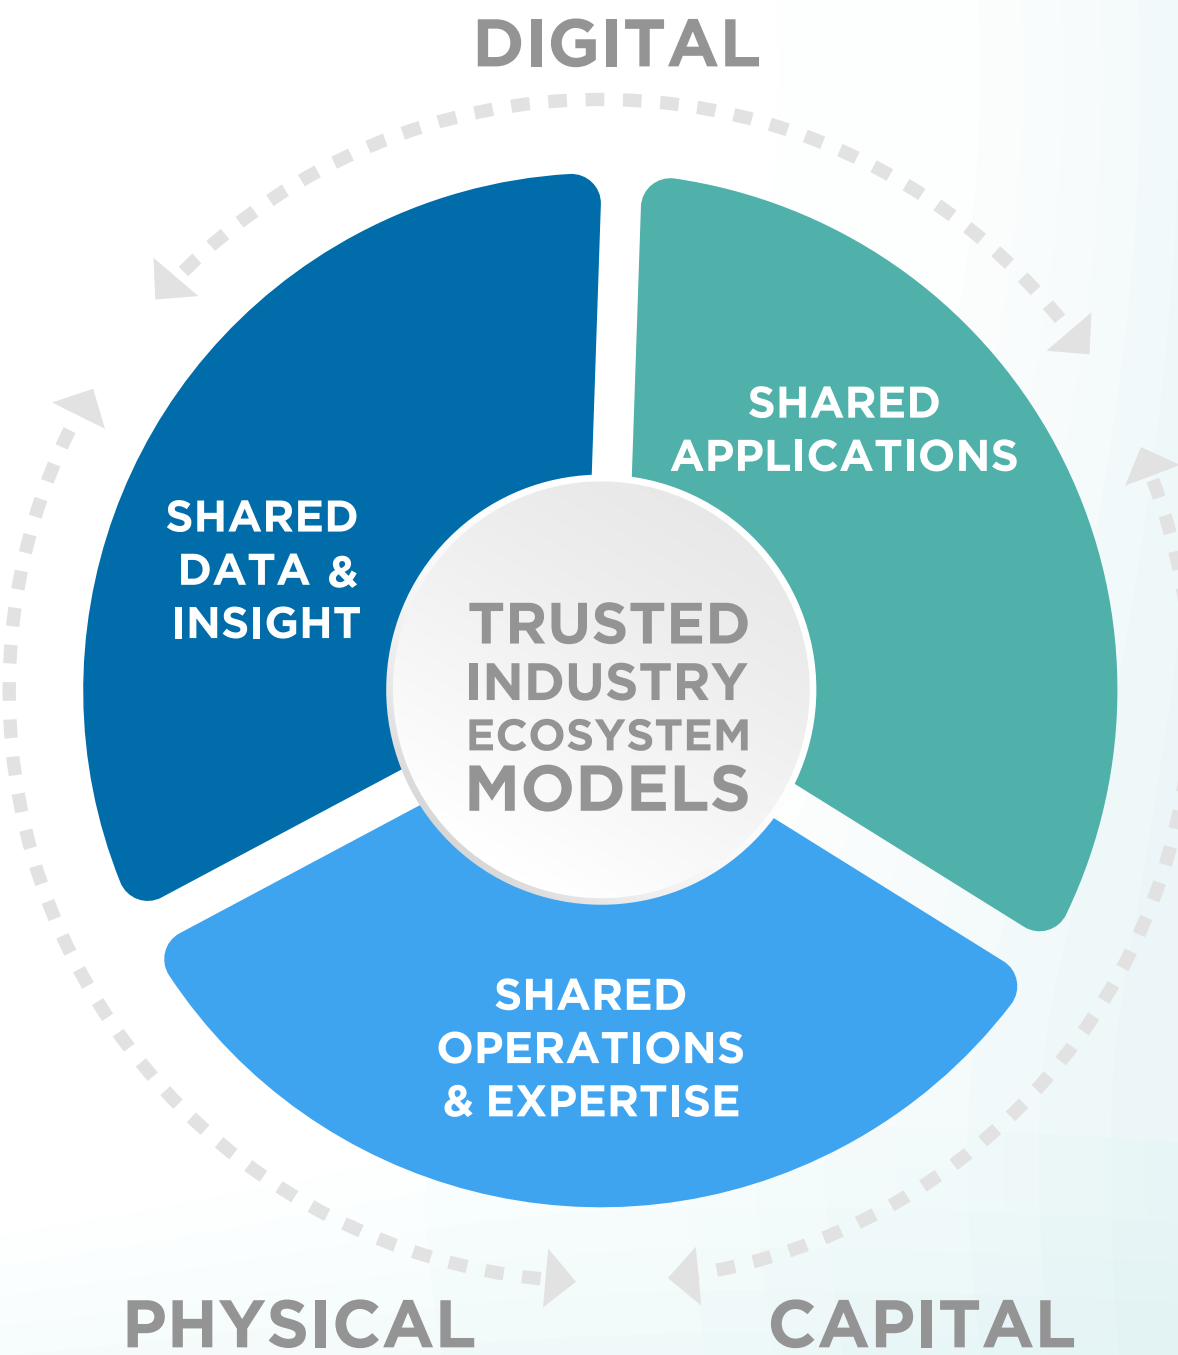 DIGITAL
SHARED
APPLICATIONS
SHARED
DATA &
INSIGHT
TRUSTED
INDUSTRY
ECOSYSTEM
MODELS
SHARED
OPERATIONS
& EXPERTISE
PHYSICAL
CAPITAL